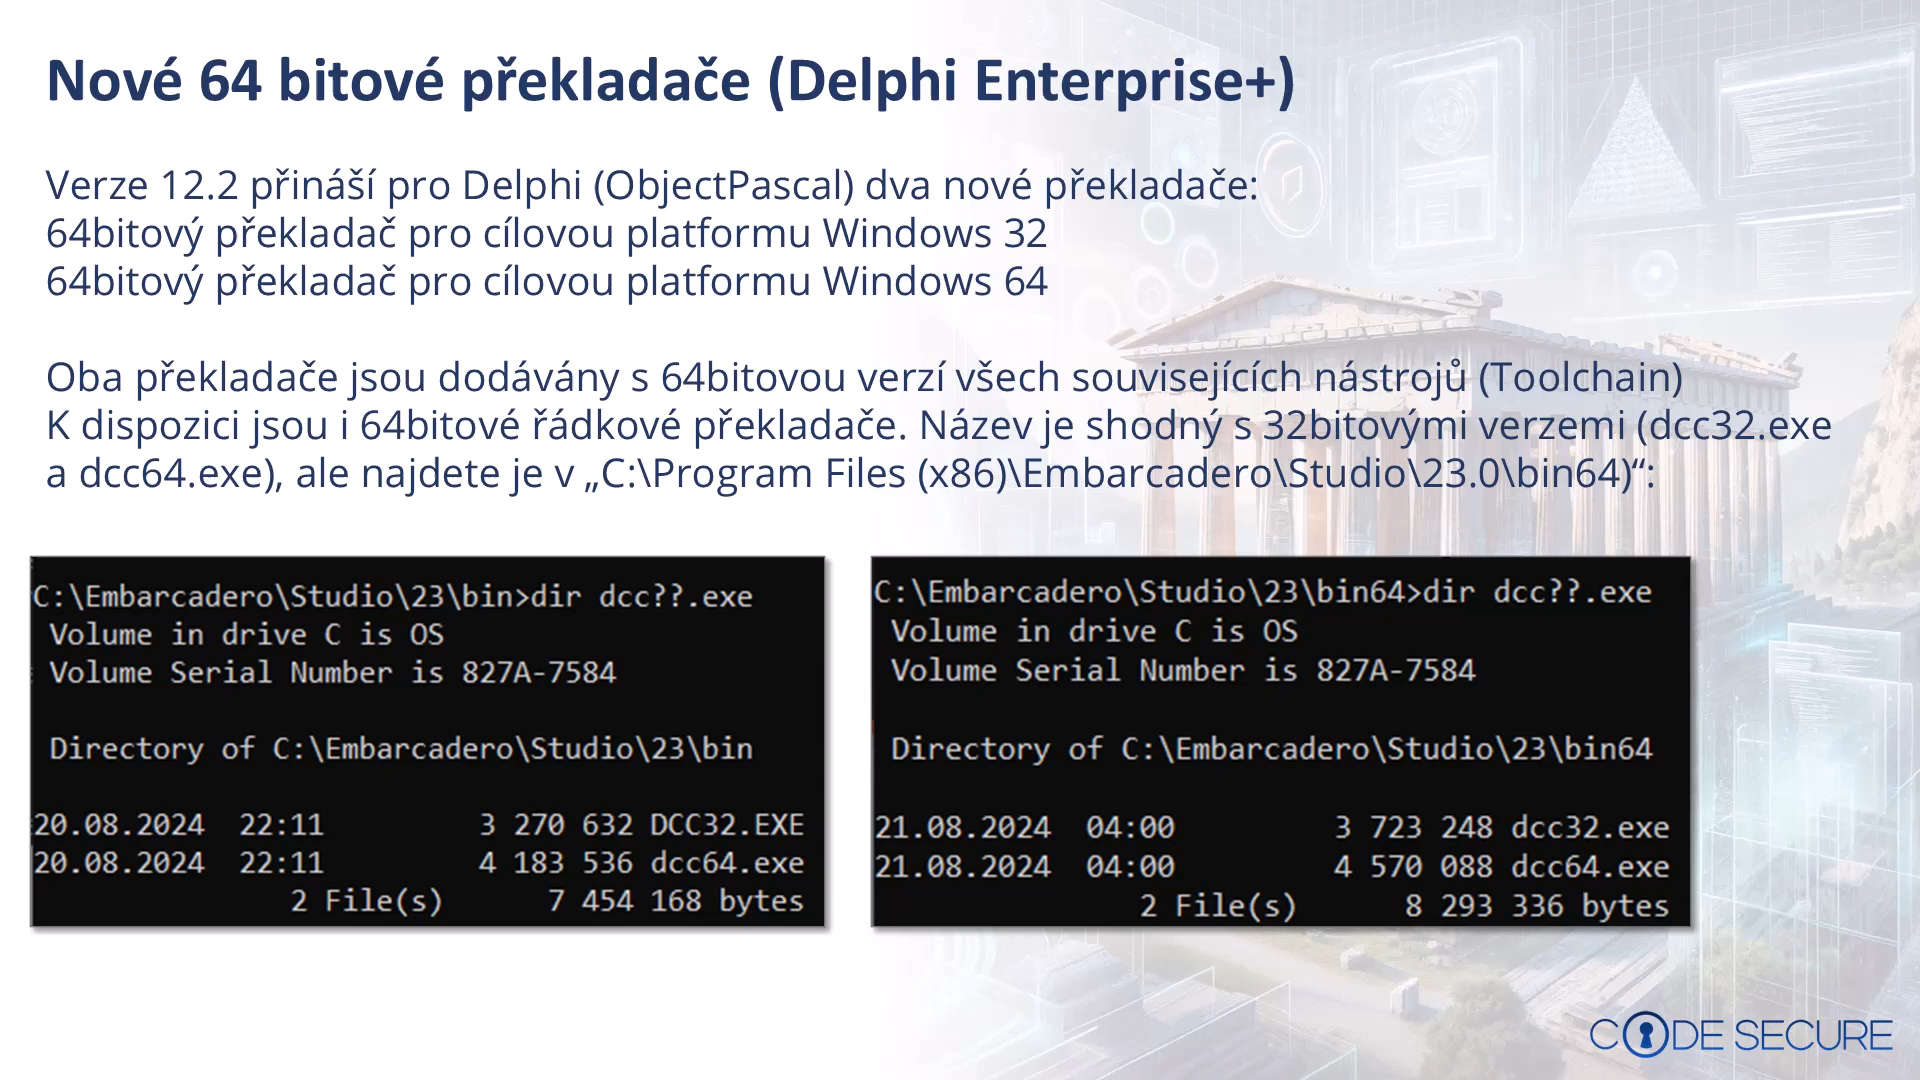 Nové 64 bitové překladače (Delphi Enterprise+)
Verze 12.2 přináší pro Delphi (ObjectPascal) dva nové překladače:
64bitový překladač pro cílovou platformu Windows 32
64bitový překladač pro cílovou platformu Windows 64
Oba překladače jsou dodávány s 64bitovou verzí všech souvisejících nástrojů (Toolchain)
K dispozici jsou i 64bitové řádkové překladače. Název je shodný s 32bitovými verzemi (dcc32.exe
a dcc64.exe), ale najdete je v „C:\Program Files (x86)\Embarcadero\Studio\23.0\bin64)“:
C:\Embarcadero\Studio\23\bin>dir dcc??.exe
Volume in drive C is OS
Volume Serial Number is 827A-7584
Directory of C:\Embarcadero\Studio\23\bin
20.08.2024 22:11 3 270 632 DCC32.EXE
20.08.2024 22:11 4 183 536 dcc64.exe
2 File(s) 7 454 168 bytes
C:\Embarcadero\Studio\23\bin64>dir dcc??.exe
Volume in drive C is OS
Volume Serial Number is 827A-7584
Directory of C:\Embarcadero\Studio\23\bin64
21.08.2024 04:00 3 723 248 dcc32.exe
21.08.2024 04:00 4 570 088 dcc64.exe
2 File(s) 8 293 336 bytes
CODE SECURE